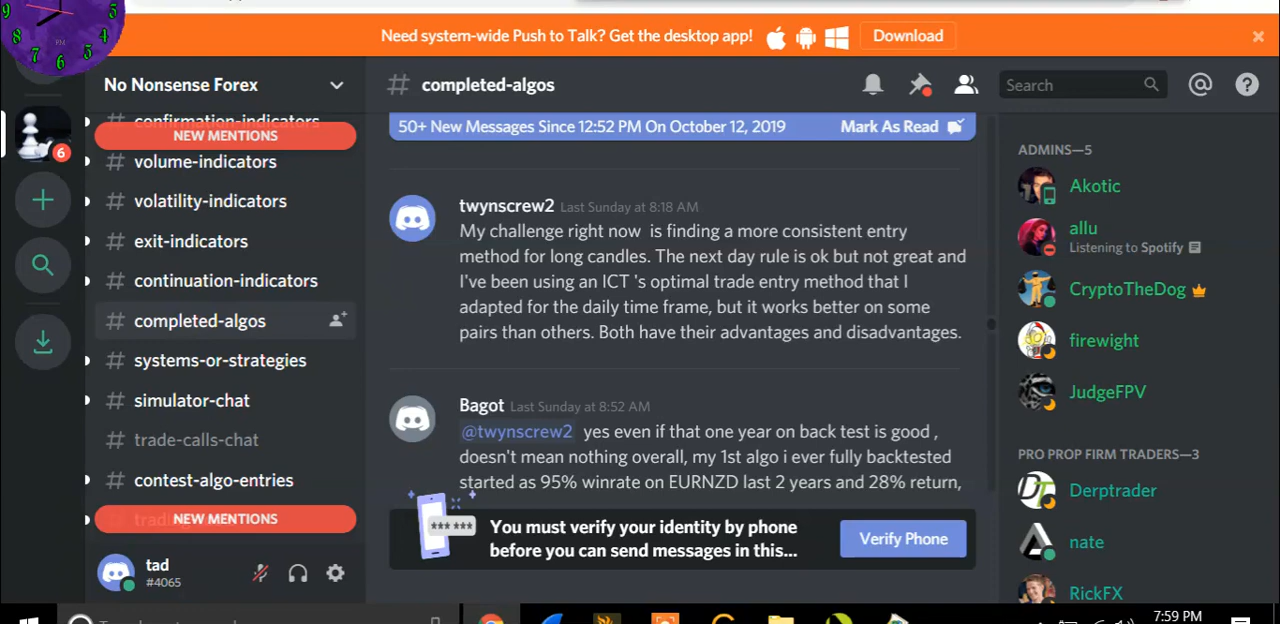 8
7
6
5
4
5
PM
Need system-wide Push to Talk? Get the desktop app!
Download
No Nonsense Forex
confirmation-indicators
NEW MENTIONS
# volume-indicators
# volatility-indicators
# exit-indicators
# continuation-indicators
# completed-algos
# systems-or-strategies
# simulator-chat
# trade-calls-chat
# contest-algo-entries
NEW MENTIONS
6
tad
#4065
# completed-algos
Search
50+ New Messages Since 12:52 PM On October 12, 2019 Mark As Read
twynscrew2 Last Sunday at 8:18 AM
My challenge right now is finding a more consistent entry
method for long candles. The next day rule is ok but not great and
I've been using an ICT 's optimal trade entry method that I
adapted for the daily time frame, but it works better on some
pairs than others. Both have their advantages and disadvantages.
Bagot Last Sunday at 8:52 AM
@twynscrew2 yes even if that one year on back test is good ,
doesn't mean nothing overall, my 1st algo i ever fully backtested
started as 95% winrate on EURNZD last 2 years and 28% return,
*** ***
You must verify your identity by phone
before you can send messages in this...
Verify Phone
ADMINS—5
Akotic
allu
Listening to Spotify
CryptoTheDog
firewight
JudgeFPV
PRO PROP FIRM TRADERS—3
Derptrader
nate
RickFX
7:59 PM